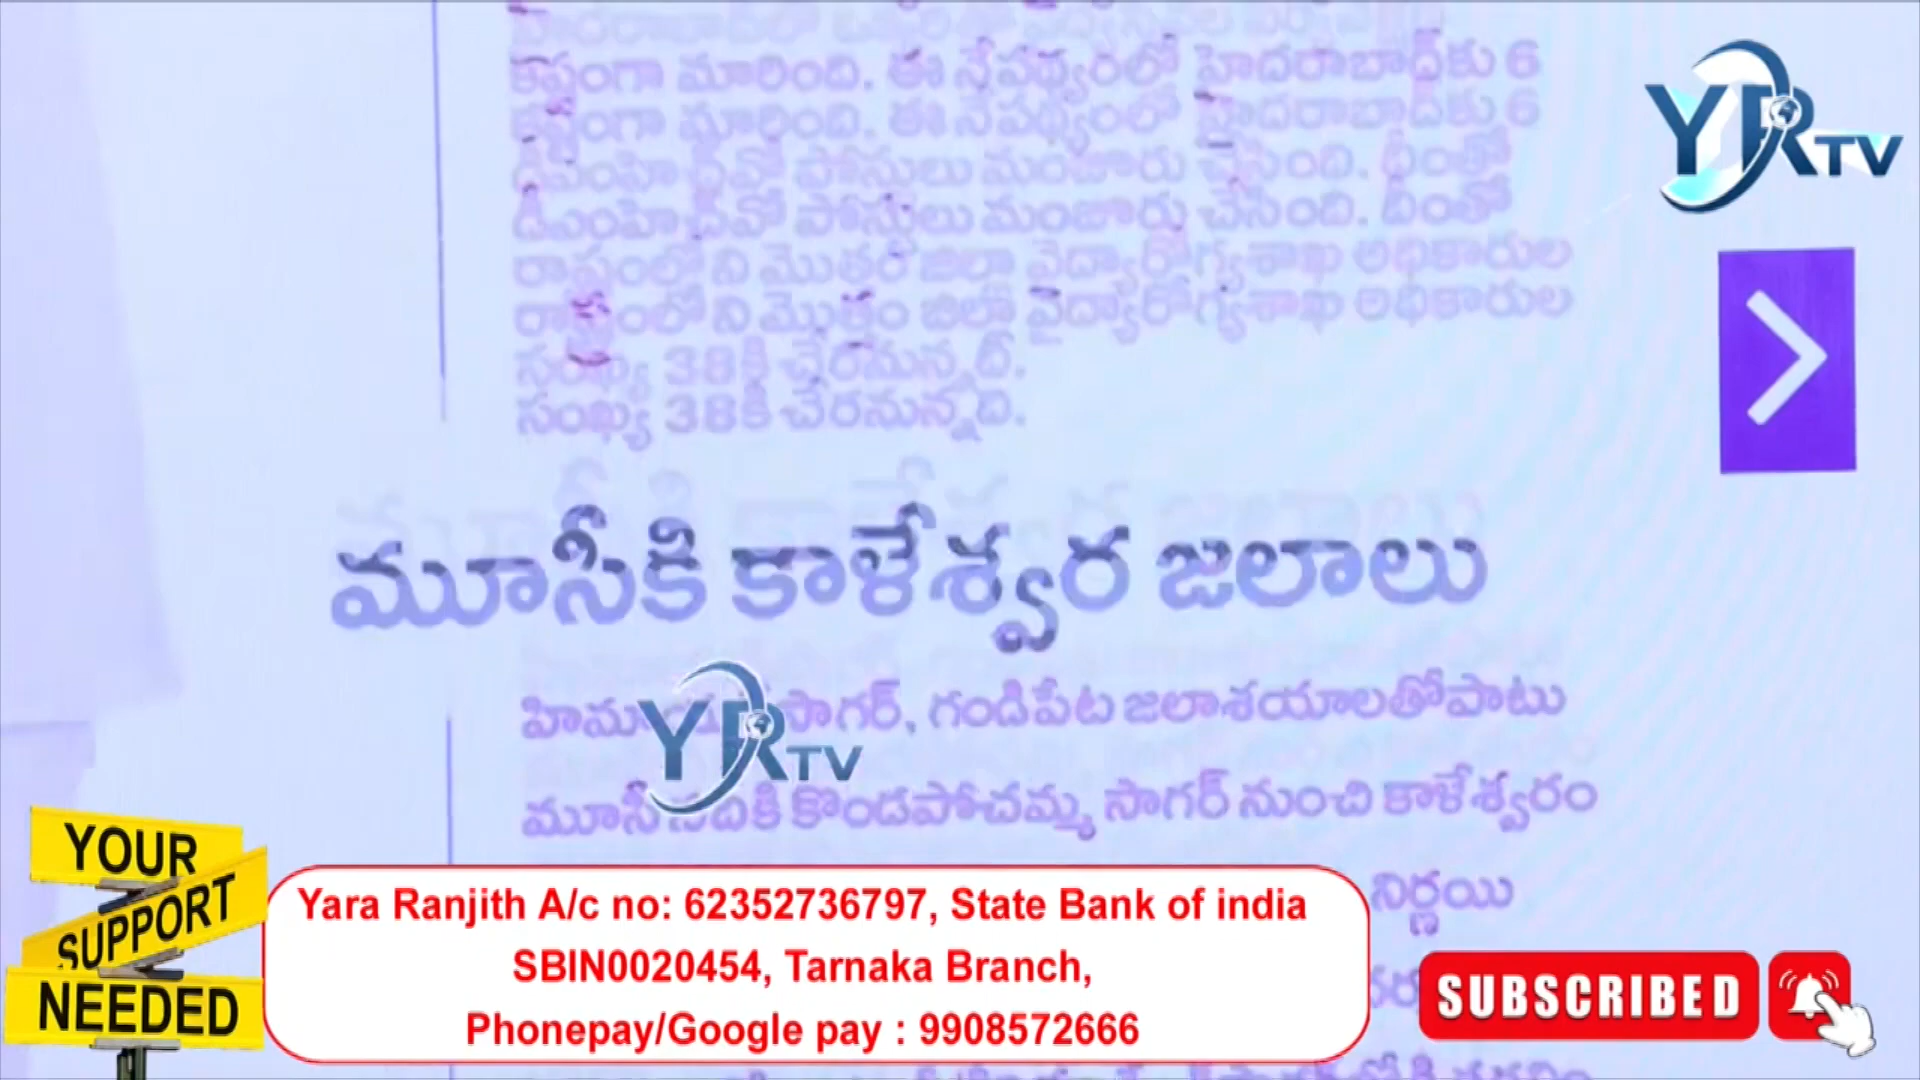 కష్టంగా మారింది. ఈ నేపథ్యంలో హైదరాబాద్‌కు 6
డీఎంహెచ్‌వో పోస్టులు మంజూరు చేసింది. దీంతో
రాష్ట్రంలోని మొత్తం జిల్లా వైద్యారోగ్యశాఖ అధికారుల
సంఖ్య 38కి చేరనున్నది.
YR TV
మూసీకి కాళేశ్వర జలాలు
సాగర్, గండిపేట జలాశయాలతోపాటు
YR TV
మూసీ నదికి కొండపోచమ్మ సాగర్ నుంచి కాళేశ్వరం
నిర్ణయి
YOUR
SUPPORT
NEEDED
Yara Ranjith A/c no: 62352736797, State Bank of india
SBIN0020454, Tarnaka Branch,
Phonepay/Google pay : 9908572666
SUBSCRIBED